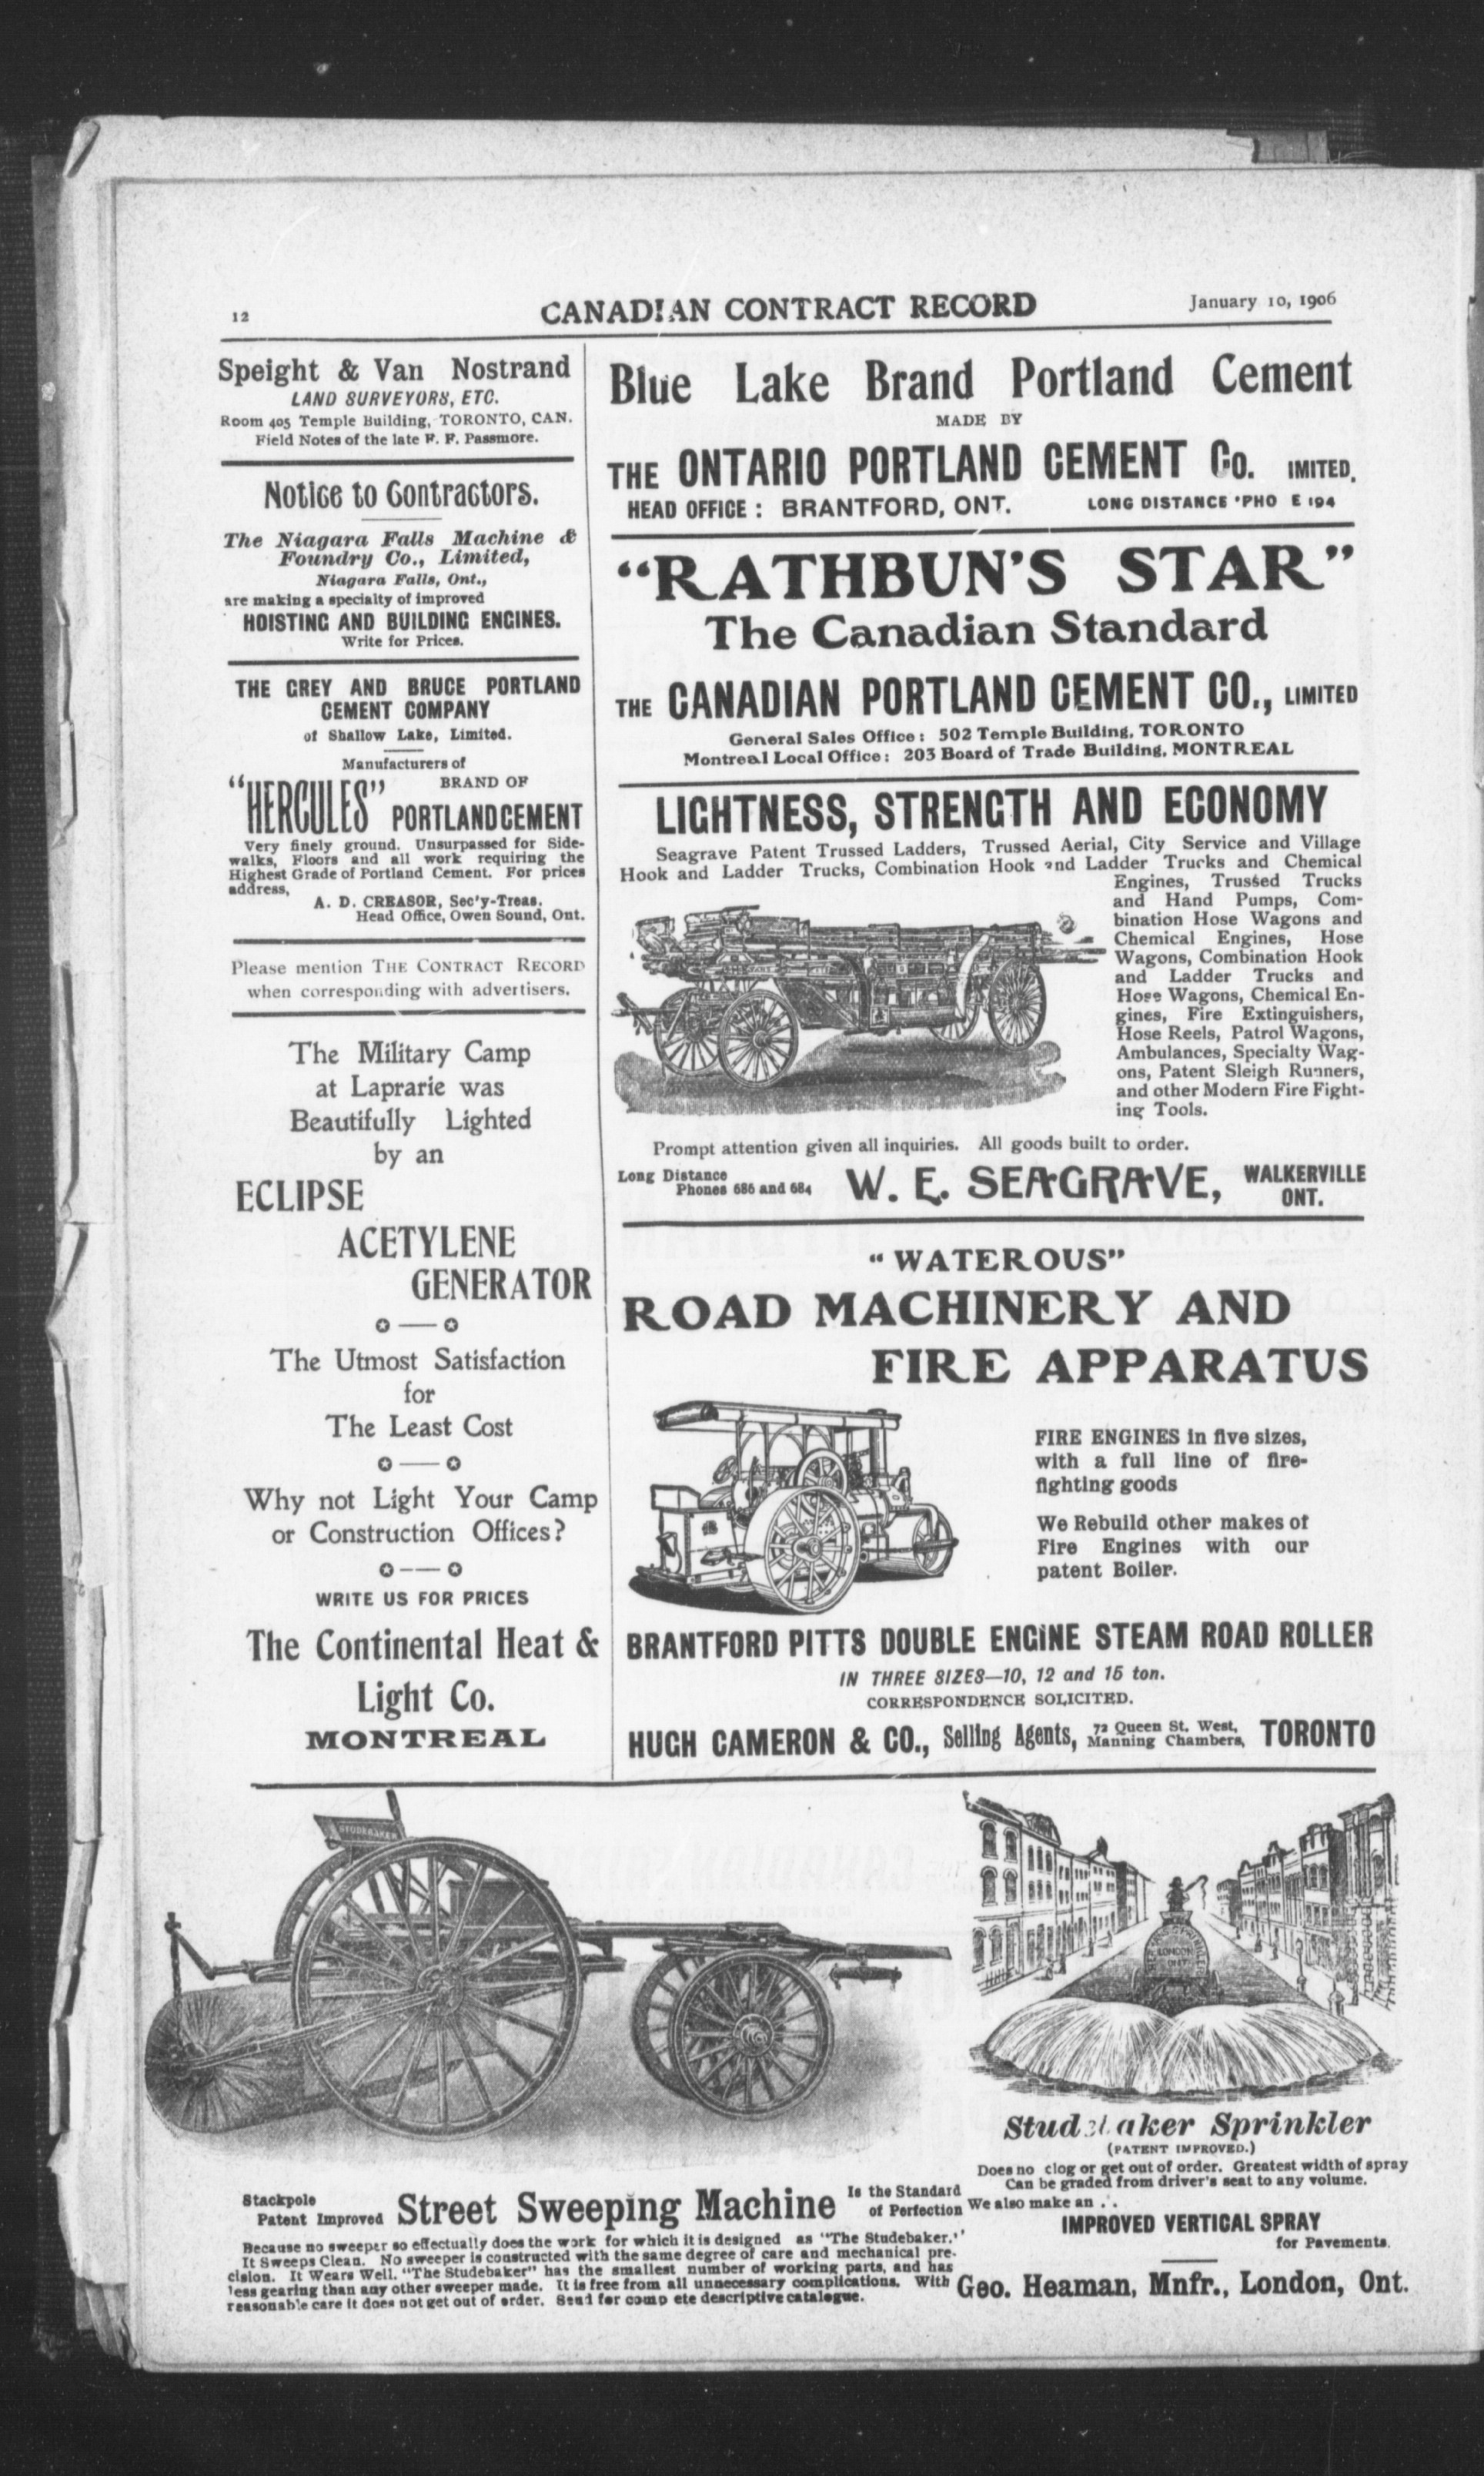 12
CANADIAN CONTRACT RECORD
January 10, 1906
Speight & Van Nostrand
LAND SURVEYORS, ETC.
Room 405 Temple Building, TORONTO, CAN.
Field Notes of the late F. F. Passmore.
Notice to Contractors.
The Niagara Falls Machine &
Foundry Co., Limited,
Niagara Falls, Ont.,
are making a specialty of improved
HOISTING AND BUILDING ENGINES.
Write for Prices.
THE GREY AND BRUCE PORTLAND
CEMENT COMPANY
of Shallow Lake, Limited.
Manufacturers of
"HERCULES" BRAND OF
PORTLAND CEMENT
Very finely ground. Unsurpassed for Side-
walks, Floors and all work requiring the
Highest Grade of Portland Cement. For prices
address,
A. D. CREASOR, Sec'y-Treas.
Head Office, Owen Sound, Ont.
Please mention THE CONTRACT RECORD
when corresponding with advertisers.
The Military Camp
at Laprarie was
Beautifully Lighted
by an
ECLIPSE
ACETYLENE
GENERATOR
The Utmost Satisfaction
for
The Least Cost
Why not Light Your Camp
or Construction Offices?
WRITE US FOR PRICES
The Continental Heat &
Light Co.
MONTREAL
Blue Lake Brand Portland Cement
MADE BY
THE ONTARIO PORTLAND CEMENT Co. IMITED,
HEAD OFFICE : BRANTFORD, ONT. LONG DISTANCE 'PHO E 194
"RATHBUN'S STAR"
The Canadian Standard
THE CANADIAN PORTLAND CEMENT CO., LIMITED
General Sales Office: 502 Temple Building, TORONTO
Montreal Local Office: 203 Board of Trade Building, MONTREAL
LIGHTNESS, STRENGTH AND ECONOMY
Seagrave Patent Trussed Ladders, Trussed Aerial, City Service and Village
Hook and Ladder Trucks, Combination Hook and Ladder Trucks and Chemical
Engines, Trussed Trucks
and Hand Pumps, Com-
bination Hose Wagons and
Chemical Engines, Hose
Wagons, Combination Hook
and Ladder Trucks and
Hose Wagons, Chemical En-
gines, Fire Extinguishers,
Hose Reels, Patrol Wagons,
Ambulances, Specialty Wag-
ons, Patent Sleigh Runners,
and other Modern Fire Fight-
ing Tools.
Prompt attention given all inquiries. All goods built to order.
Long Distance
Phones 686 and 684
W. E. SEAGRAVE, WALKERVILLE
ONT.
"WATEROUS"
ROAD MACHINERY AND
FIRE APPARATUS
FIRE ENGINES in five sizes,
with a full line of fire-
fighting goods
We Rebuild other makes of
Fire Engines with our
patent Boiler.
BRANTFORD PITTS DOUBLE ENGINE STEAM ROAD ROLLER
IN THREE SIZES—10, 12 and 15 ton.
CORRESPONDENCE SOLICITED.
HUGH CAMERON & CO., Selling Agents, 72 Queen St. West,
Manning Chambers, TORONTO
STUDEBAKER
LONDON
Stackpole
Patent Improved Street Sweeping Machine Is the Standard
of Perfection
Because no sweeper so effectually does the work for which it is designed as "The Studebaker."
It Sweeps Clean. No sweeper is constructed with the same degree of care and mechanical pre-
cision. It Wears Well. "The Studebaker" has the smallest number of working parts, and has
less gearing than any other sweeper made. It is free from all unnecessary complications. With
reasonable care it does not get out of order. Send for comp ete descriptive catalogue.
Studebaker Sprinkler
(PATENT IMPROVED.)
Does no clog or get out of order. Greatest width of spray
Can be graded from driver's seat to any volume.
We also make an . .
IMPROVED VERTICAL SPRAY
for Pavements.
Geo. Heaman, Mnfr., London, Ont.